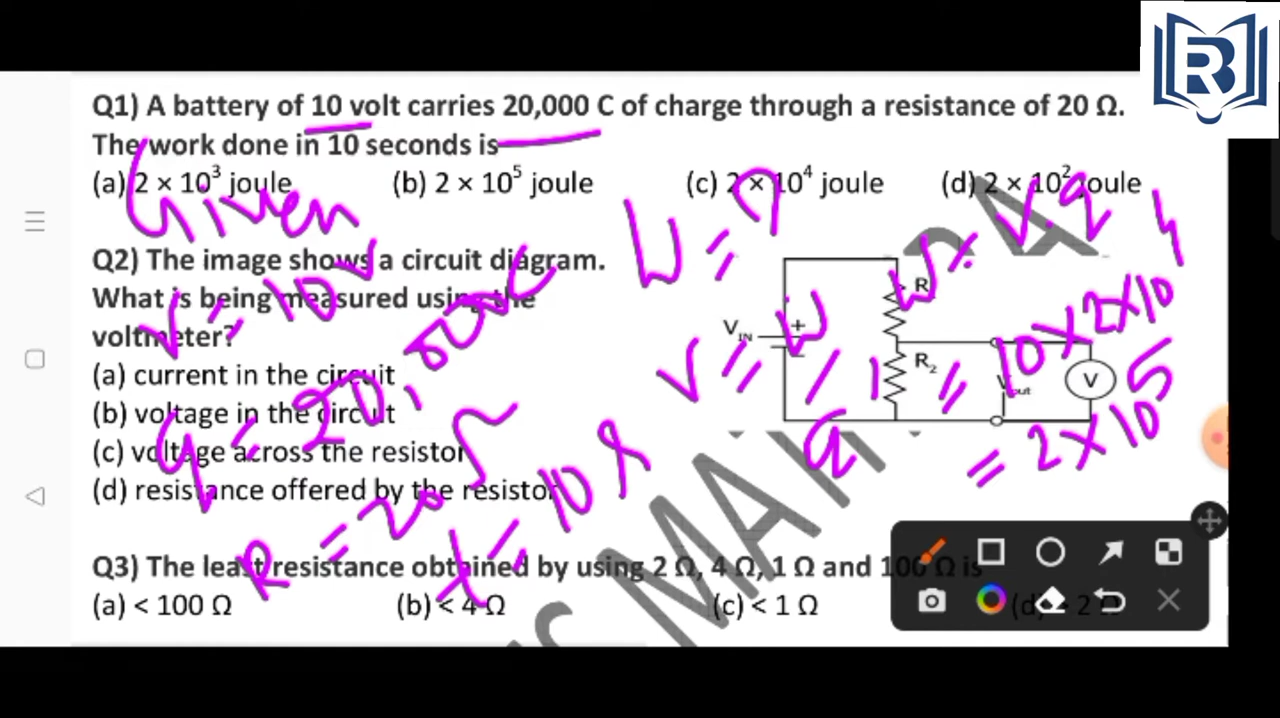 Q1) A battery of 10 volt carries 20,000 C of charge through a resistance of 20 Ω.
The work done in 10 seconds is
(a) 2 × 10³ joule (b) 2 × 10⁵ joule (c) 2 × 10⁴ joule (d) 2 × 10² joule
Given
W = ?
W = V.q
Q2) The image shows a circuit diagram.
What is being measured using the
voltmeter?
V = 10V
V = W/q
= 10 × 2 × 10⁴
= 2 × 10⁵
(a) current in the circuit
(b) voltage in the circuit
(c) voltage across the resistor
(d) resistance offered by the resistor
q = 20,000C
R = 20 Ω
t = 10 s
V_IN
+
R
R₂
V
Q3) The least resistance obtained by using 2 Ω, 4 Ω, 1 Ω and 100 Ω is
(a) < 100 Ω (b) < 4 Ω (c) < 1 Ω